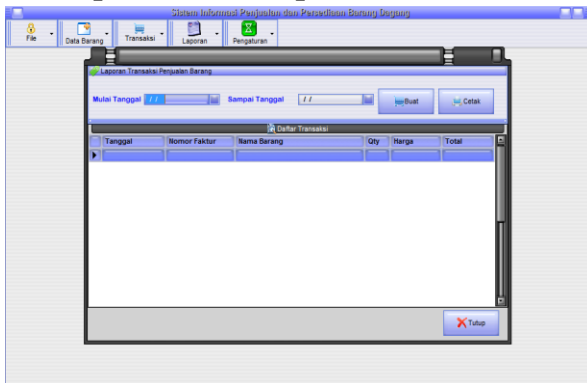 Sistem Informasi Penjualan dan Persediaan Barang Dagang
File Data Barang Transaksi Laporan Pengaturan
Laporan Transaksi Penjualan Barang
Mulai Tanggal / / Sampai Tanggal / / Buat Cetak
Daftar Transaksi
Tanggal Nomor Faktur Nama Barang Qty Harga Total
Tutup